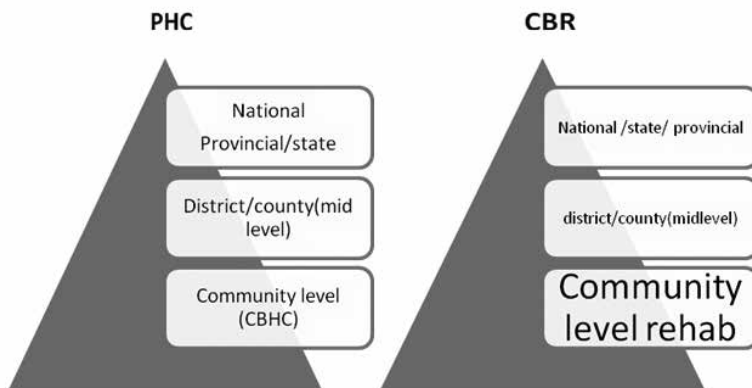 PHC
National
Provincial/state
District/county(mid
level)
Community level
(CBHC)
CBR
National /state/ provincial
district/county(midlevel)
Community
level rehab